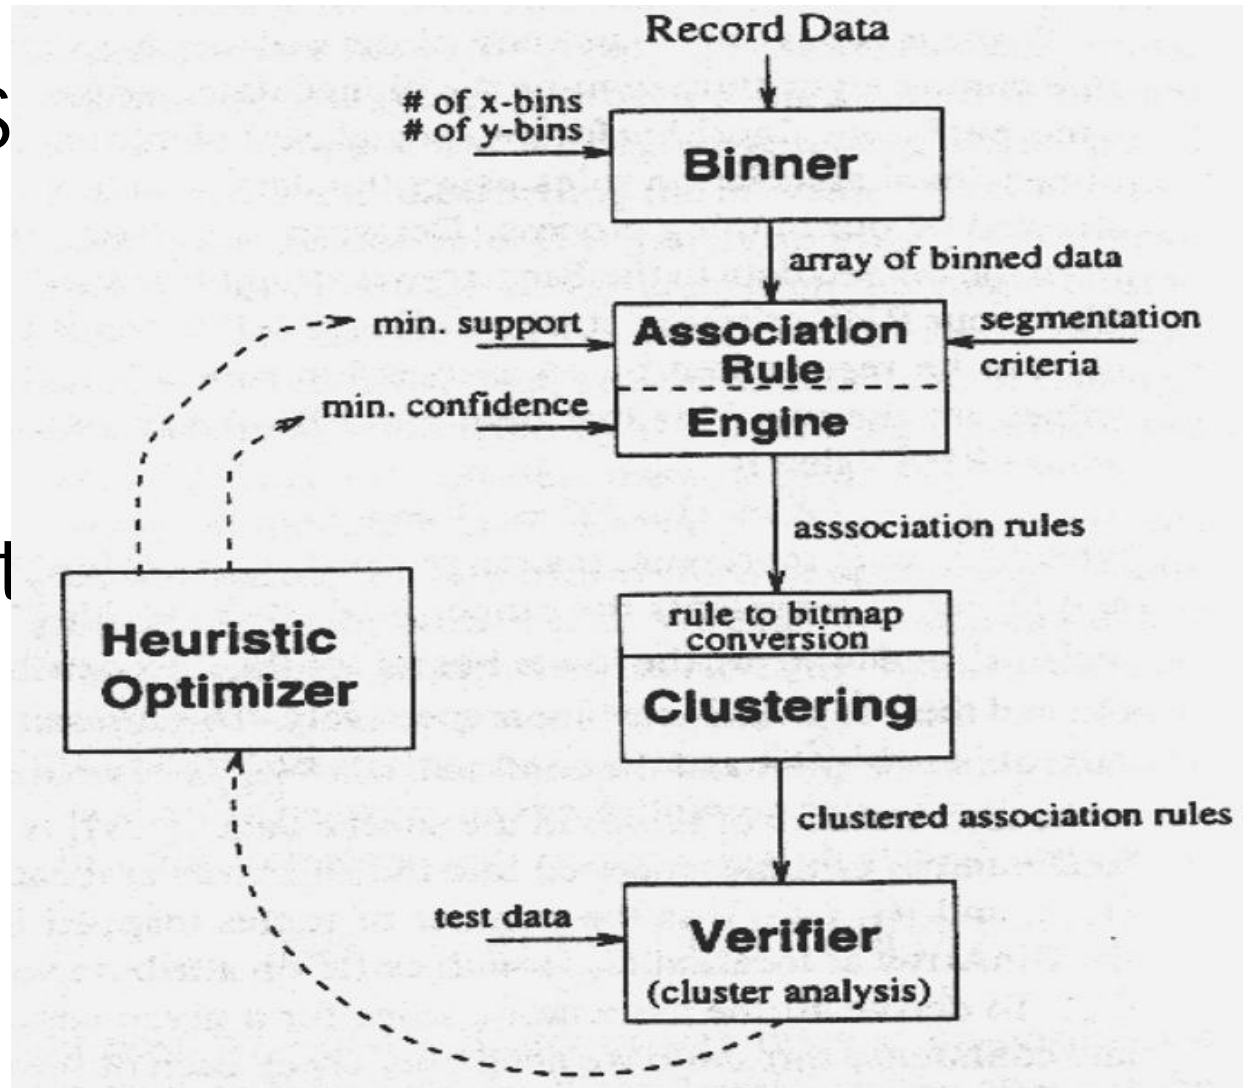 Record Data
# of x-bins
# of y-bins
Binner
array of binned data
min. support
Association
Rule
Engine
segmentation
criteria
min. confidence
asssociation rules
Heuristic
Optimizer
rule to bitmap
conversion
Clustering
clustered association rules
test data
Verifier
(cluster analysis)